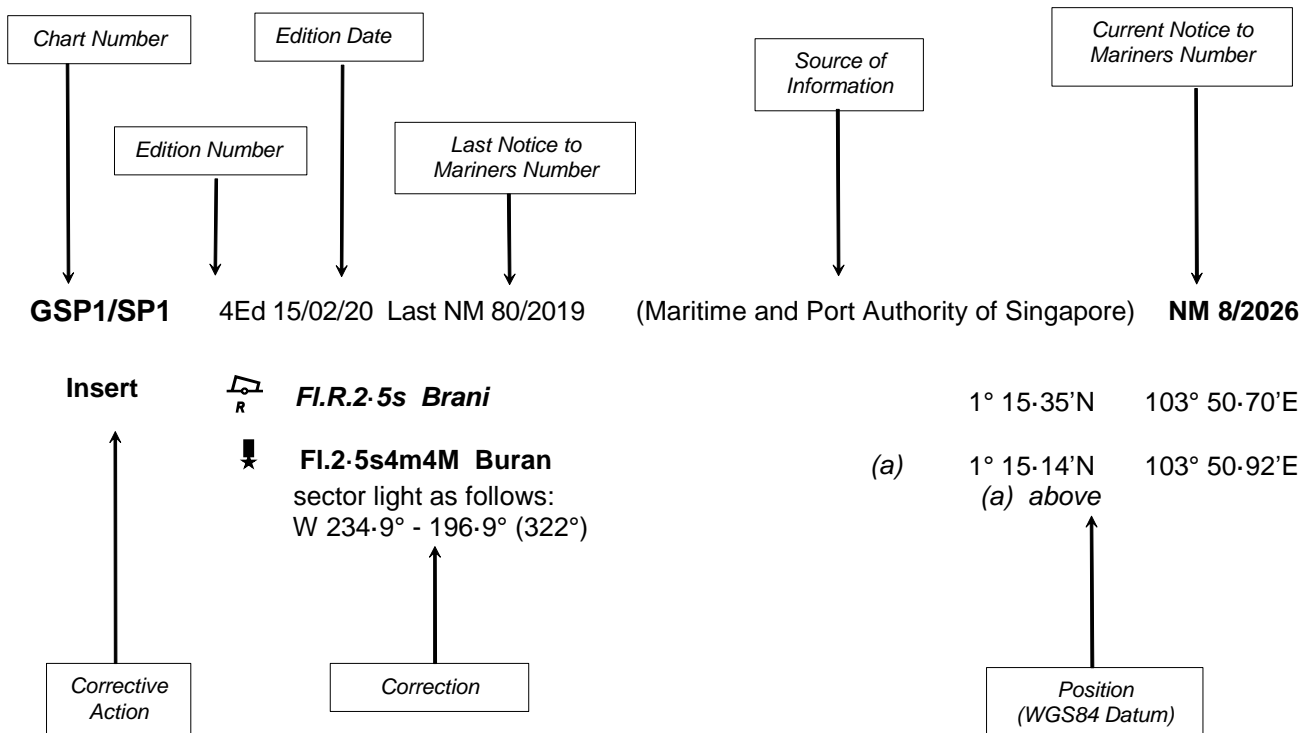 Chart Number
Edition Date
Current Notice to
Mariners Number
Source of
Information
Edition Number
Last Notice to
Mariners Number
GSP1/SP1 4Ed 15/02/20 Last NM 80/2019 (Maritime and Port Authority of Singapore) NM 8/2026
Insert Fl.R.2·5s Brani 1° 15·35’N 103° 50·70’E
R
Fl.2·5s4m4M Buran (a) 1° 15·14’N 103° 50·92’E
sector light as follows: (a) above
W 234·9° - 196·9° (322°)
Corrective
Action
Correction
Position
(WGS84 Datum)